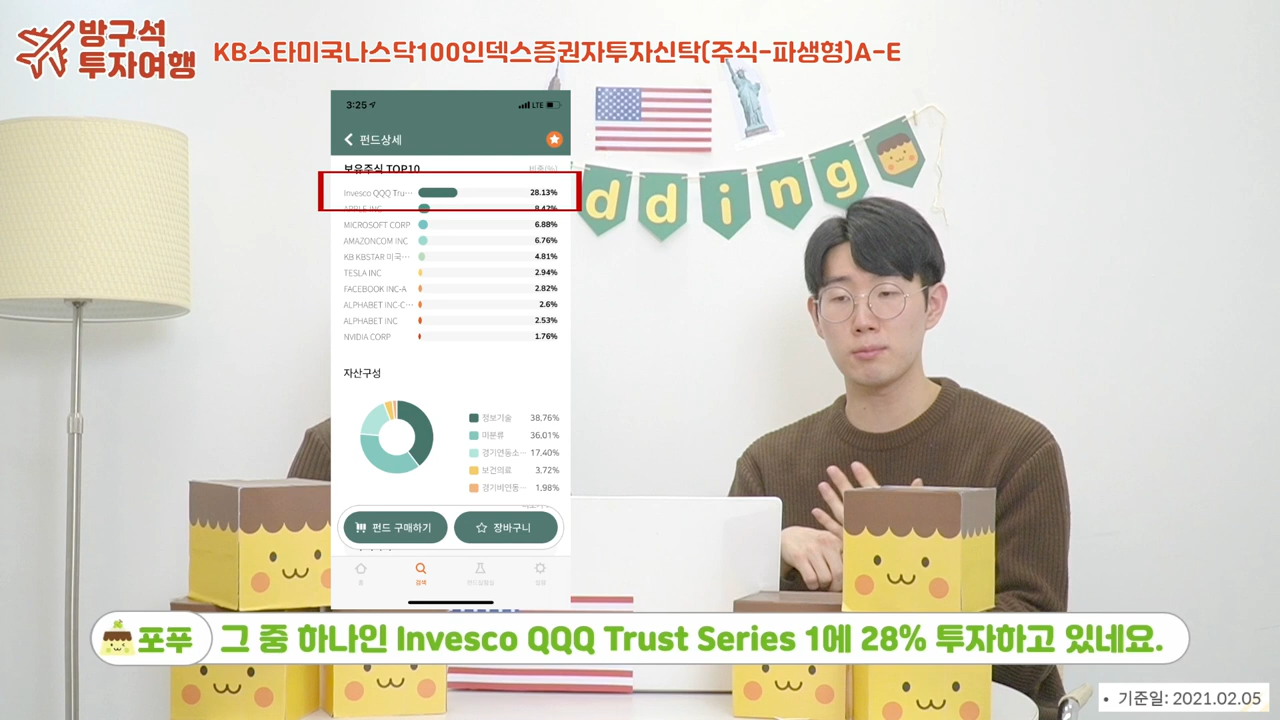 방구석
투자여행
KB스타미국나스닥100인덱스증권자투자신탁(주식-파생형)A-E
3:25
LTE
펀드상세
보유주식 TOP10
비중(%)
Invesco QQQ Tru··· 28.13%
APPLE INC 8.42%
MICROSOFT CORP 6.88%
AMAZONCOM INC 6.76%
KB KBSTAR 미국··· 4.81%
TESLA INC 2.94%
FACEBOOK INC-A 2.82%
ALPHABET INC-C··· 2.6%
ALPHABET INC 2.53%
NVIDIA CORP 1.76%
자산구성
정보기술 38.76%
미분류 36.01%
경기연동소··· 17.40%
보건의료 3.72%
경기비연동··· 1.98%
펀드 구매하기
장바구니
홈
검색
dding
포푸
그 중 하나인 Invesco QQQ Trust Series 1에 28% 투자하고 있네요.
• 기준일: 2021.02.05